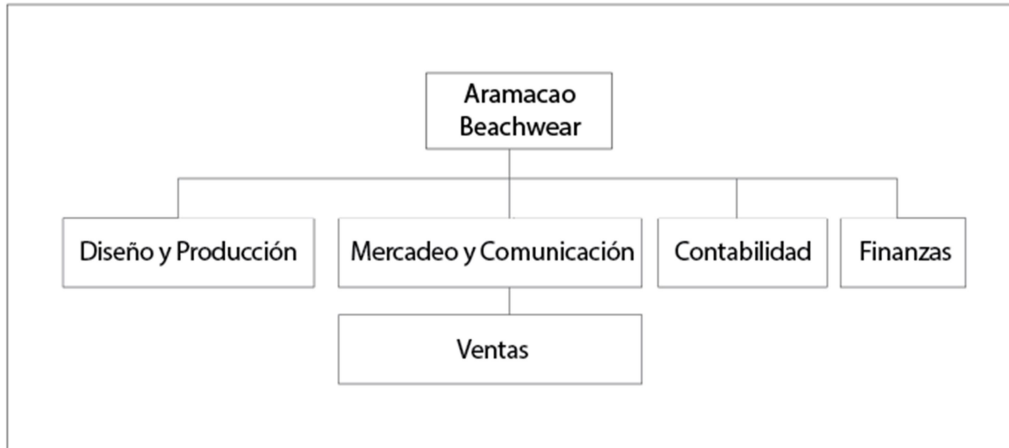 Aramacao
Beachwear
Diseño y Producción
Mercadeo y Comunicación
Contabilidad
Finanzas
Ventas